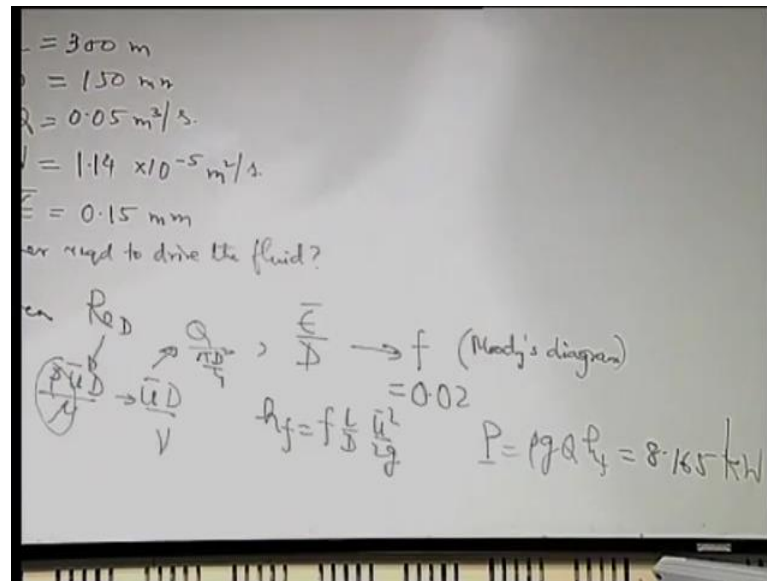 = 300 m
= 150 mm
Q = 0.05 m³/s.
= 1.14 × 10⁻⁵ m²/s.
ε̅ = 0.15 mm
reqd to drive the fluid?
Re_D
ρūD/μ → ūD/ν → Q/(πD²/4) , ε̅/D → f (Moody's diagram)
= 0.02
h_f = f L/D ū²/2g P = ρgQh_f = 8.165 kW